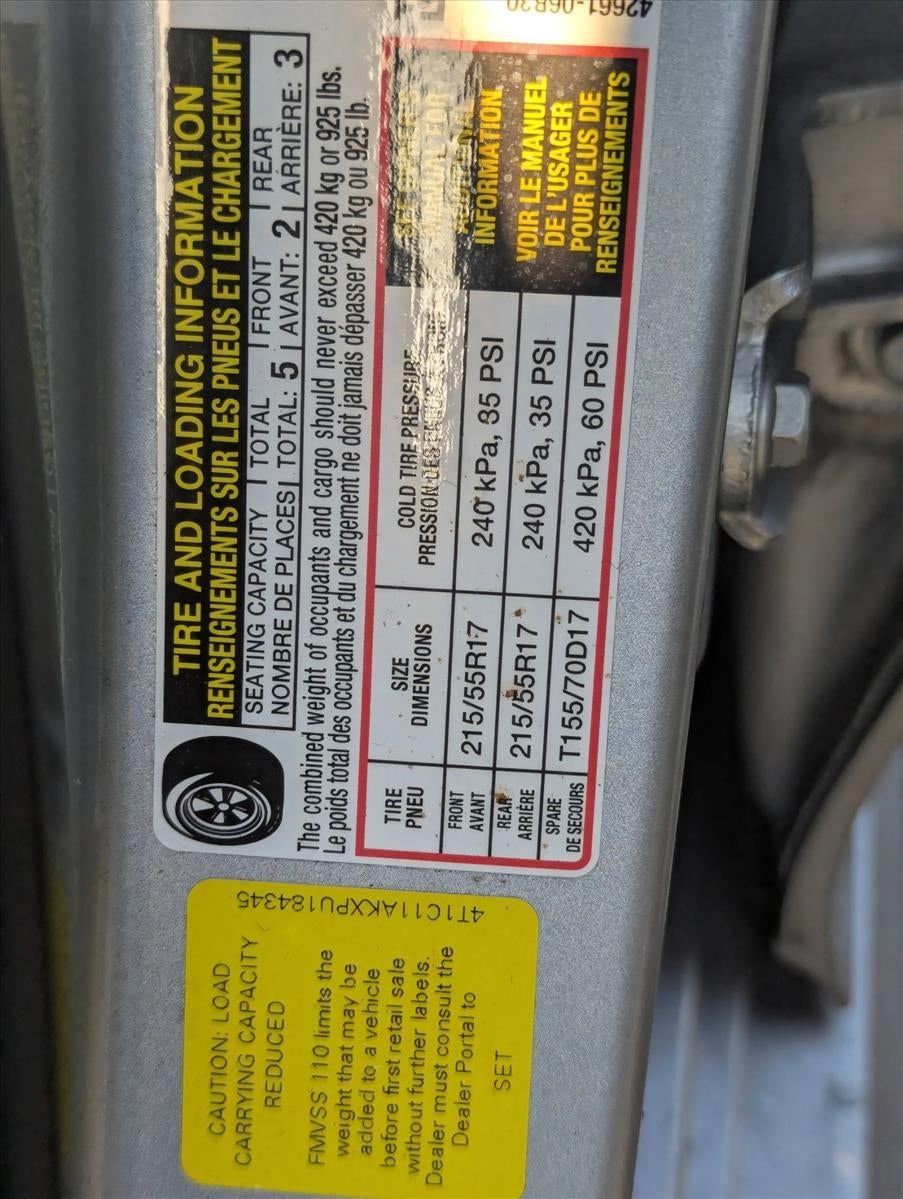 TIRE AND LOADING INFORMATION
RENSEIGNEMENTS SUR LES PNEUS ET LE CHARGEMENT
SEATING CAPACITY | TOTAL | FRONT | REAR
NOMBRE DE PLACES | TOTAL: 5 | AVANT: 2 | ARRIÈRE: 3
The combined weight of occupants and cargo should never exceed 420 kg or 925 lbs.
Le poids total des occupants et du chargement ne doit jamais dépasser 420 kg ou 925 lb.
TIRE
PNEU
SIZE
DIMENSIONS
COLD TIRE PRESSURE
PRESSION DES PNEUS
FRONT
AVANT
215/55R17
240 kPa, 35 PSI
REAR
ARRIÈRE
215/55R17
240 kPa, 35 PSI
SPARE
DE SECOURS
T155/70D17
420 kPa, 60 PSI
MANUAL FOR
INFORMATION
VOIR LE MANUEL
DE L'USAGER
POUR PLUS DE
RENSEIGNEMENTS
42661-06B30
CAUTION: LOAD
CARRYING CAPACITY
REDUCED
FMVSS 110 limits the
weight that may be
added to a vehicle
before first retail sale
without further labels.
Dealer must consult the
Dealer Portal to
SET
4T1C11AKXPU184345